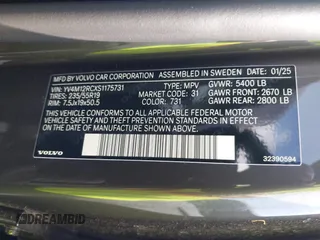 MFD BY VOLVO CAR CORPORATION ASSEMBLED IN SWEDEN 01/25
VIN: YV4M12RCXS1175731 TYPE: MPV GVWR: 5400 LB
TIRES: 235/55R19 MARKET CODE: 31 GAWR FRONT: 2670 LB
RIM: 7.5Jx19x50.5 COLOR: 731 GAWR REAR: 2800 LB
THIS VEHICLE CONFORMS TO ALL APPLICABLE FEDERAL MOTOR
VEHICLE SAFETY AND THEFT PREVENTION STANDARDS IN
EFFECT ON THE DATE OF MANUFACTURE SHOWN ABOVE.
VOLVO
32390594
DREAMBID